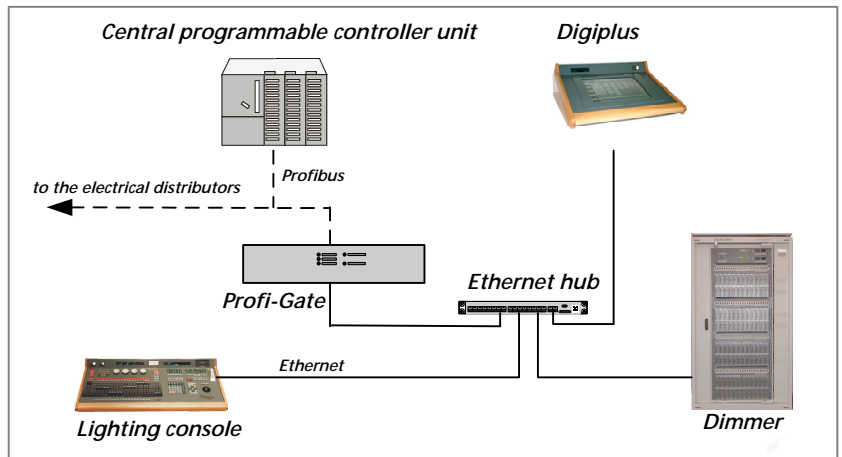 Central programmable controller unit
Digiplus
Profibus
to the electrical distributors
Profi-Gate
Ethernet hub
Ethernet
Lighting console
Dimmer